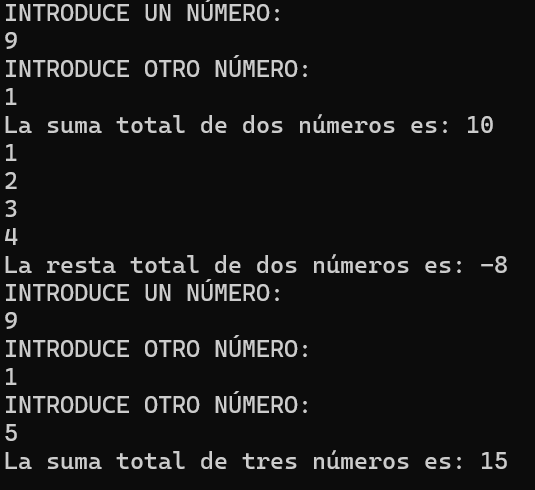 INTRODUCE UN NÚMERO:
9
INTRODUCE OTRO NÚMERO:
1
La suma total de dos números es: 10
1
2
3
4
La resta total de dos números es: -8
INTRODUCE UN NÚMERO:
9
INTRODUCE OTRO NÚMERO:
1
INTRODUCE OTRO NÚMERO:
5
La suma total de tres números es: 15